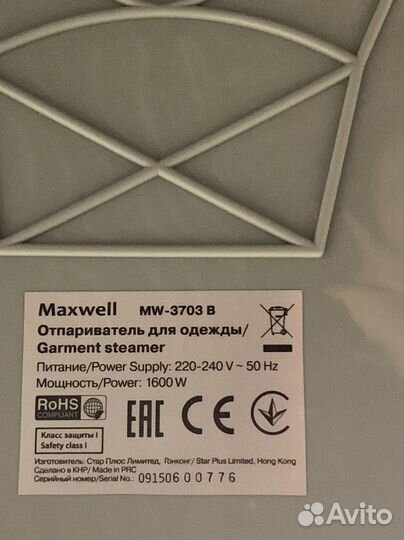 Maxwell MW-3703 B
Отпариватель для одежды/
Garment steamer
Питание/Power Supply: 220-240 V ~ 50 Hz
Мощность/Power: 1600 W
RoHS
COMPLIANT
EAC CE
Класс защиты I
Safety class I
Изготовитель: Стар Плюс Лимитед, Гонконг/ Star Plus Limited, Hong Kong
Сделано в КНР/ Made in PRC
Серийный номер/Serial No.: 0915060 0776
Avito